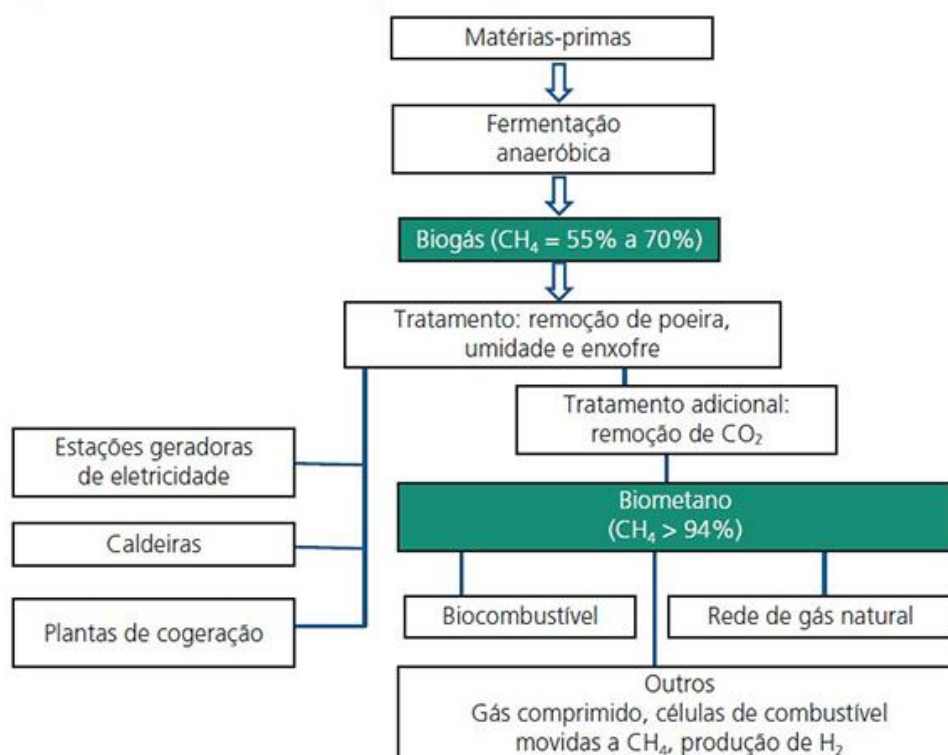 Matérias-primas
Fermentação
anaeróbica
Biogás (CH₄ = 55% a 70%)
Tratamento: remoção de poeira,
umidade e enxofre
Tratamento adicional:
remoção de CO₂
Estações geradoras
de eletricidade
Caldeiras
Plantas de cogeração
Biometano
(CH₄ > 94%)
Biocombustível
Rede de gás natural
Outros
Gás comprimido, células de combustível
movidas a CH₄, produção de H₂